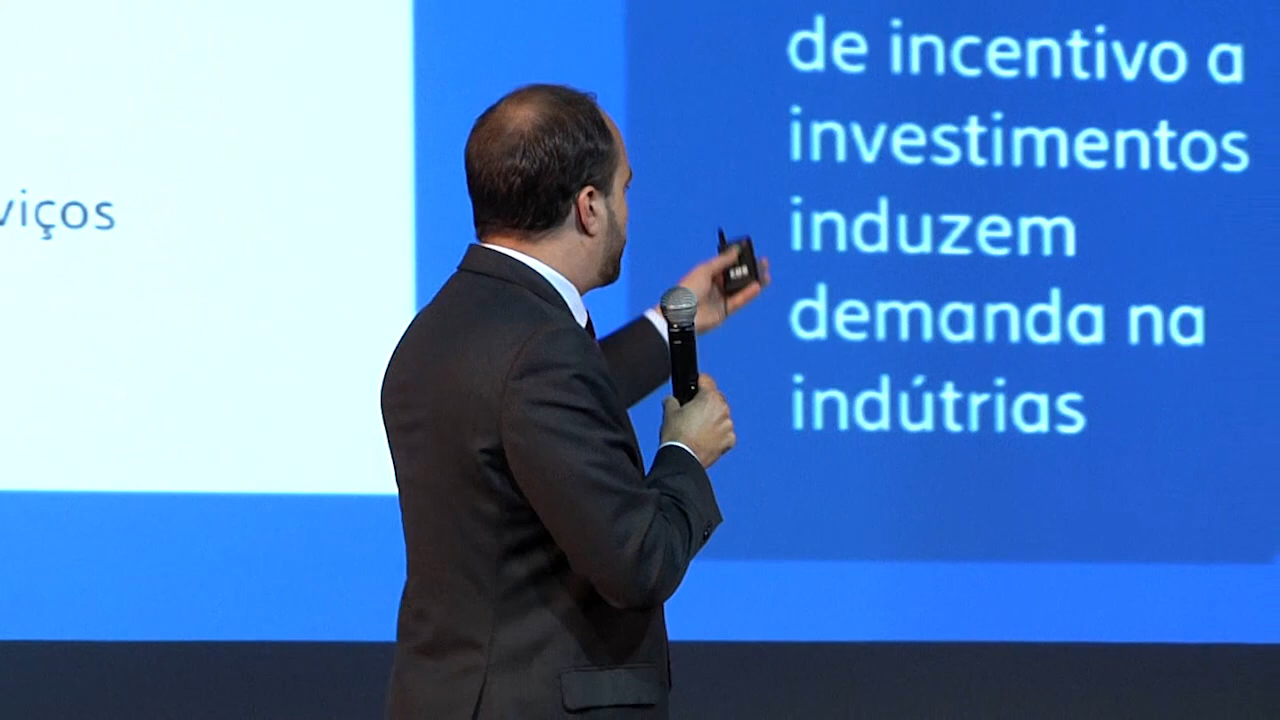 viços
de incentivo a
investimentos
induzem
demanda na
indútrias